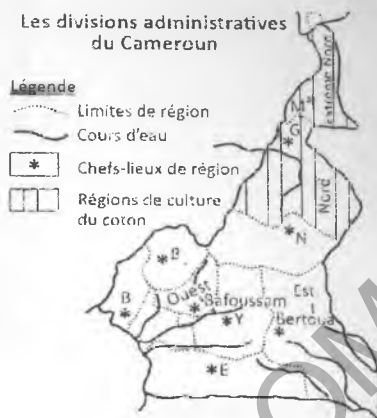 Les divisions administratives
du Cameroun
Légende
Limites de région
Cours d'eau
* Chefs-lieux de région
Régions de culture
du coton
Extrême Nord
M*
G
*
Nord
N
*
B
*
B
*
Ouest
Bafoussam
*
Y
*
Est
Bertoua
*
* E